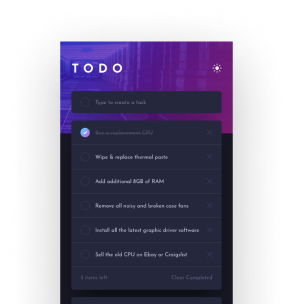 TODO
Type to create a task
Buy a replacement CPU
Wipe & replace thermal paste
Add additional 8GB of RAM
Remove all noisy and broken case fans
Install all the latest graphic driver software
Sell the old CPU on Ebay or Craigslist
5 items left
Clear Completed